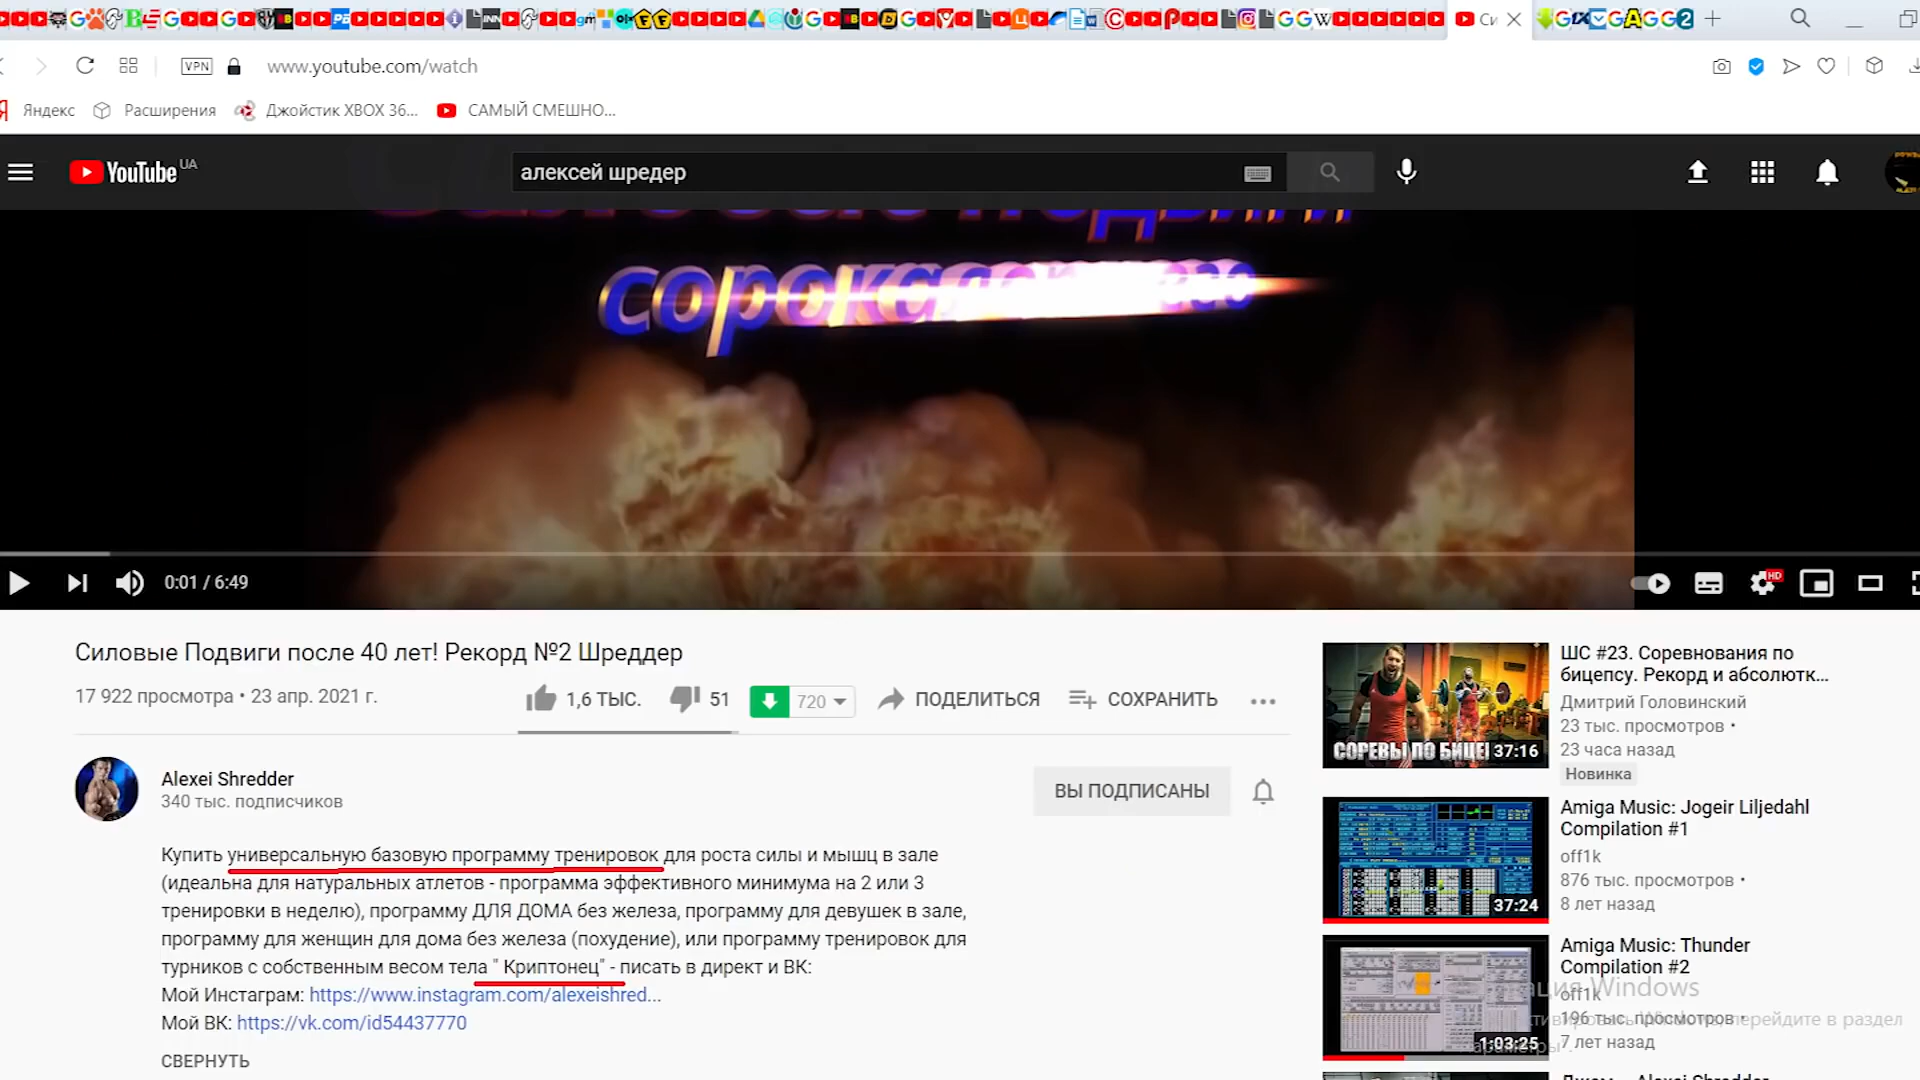 www.youtube.com/watch
VPN
Яндекс
Расширения
Джойстик XBOX 36...
САМЫЙ СМЕШНО...
YouTube UA
алексей шредер
0:01 / 6:49
HD
Силовые Подвиги после 40 лет! Рекорд №2 Шреддер
17 922 просмотра • 23 апр. 2021 г.
1,6 ТЫС.
51
720
ПОДЕЛИТЬСЯ
СОХРАНИТЬ
Alexei Shredder
340 тыс. подписчиков
ВЫ ПОДПИСАНЫ
Купить универсальную базовую программу тренировок для роста силы и мышц в зале
(идеальна для натуральных атлетов - программа эффективного минимума на 2 или 3
тренировки в неделю), программу ДЛЯ ДОМА без железа, программу для девушек в зале,
программу для женщин для дома без железа (похудение), или программу тренировок для
турников с собственным весом тела " Криптонец" - писать в директ и ВК:
Мой Инстаграм: https://www.instagram.com/alexeishred...
Мой ВК: https://vk.com/id54437770
СВЕРНУТЬ
СОРЕВЫ ПО БИЦЕ
37:16
ШС #23. Соревнования по
бицепсу. Рекорд и абсолютк...
Дмитрий Головинский
23 тыс. просмотров •
23 часа назад
Новинка
37:24
Amiga Music: Jogeir Liljedahl
Compilation #1
off1k
876 тыс. просмотров •
8 лет назад
1:03:25
Amiga Music: Thunder
Compilation #2
off1k
196 тыс. просмотров •
7 лет назад
Windows
перейдите в раздел